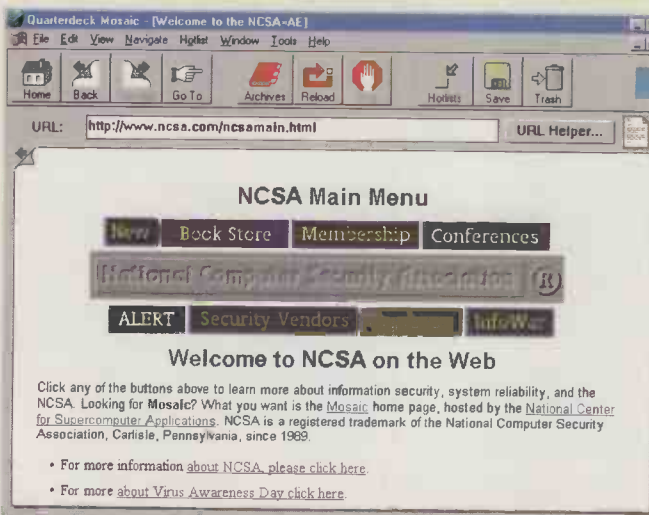 Quarterdeck Mosaic - [Welcome to the NCSA-AE]
File Edit View Navigate Hotlist Window Tools Help
Home Back Go To Archives Reload Hotlists Save Trash
URL: http://www.ncsa.com/ncsamain.html URL Helper...
NCSA Main Menu
News Book Store Membership Conferences
National Computer Security Association (R)
ALERT Security Vendors InfoWar
Welcome to NCSA on the Web
Click any of the buttons above to learn more about information security, system reliability, and the
NCSA. Looking for Mosaic? What you want is the Mosaic home page, hosted by the National Center
for Supercomputer Applications. NCSA is a registered trademark of the National Computer Security
Association, Carlisle, Pennsylvania, since 1989.
• For more information about NCSA, please click here.
• For more about Virus Awareness Day click here.